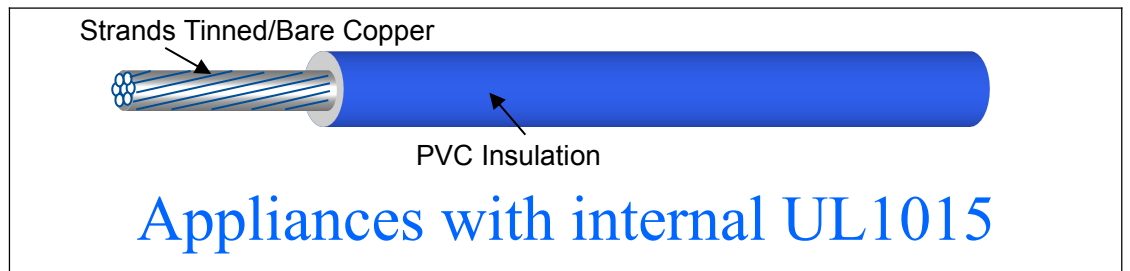 Strands Tinned/Bare Copper
PVC Insulation
Appliances with internal UL1015